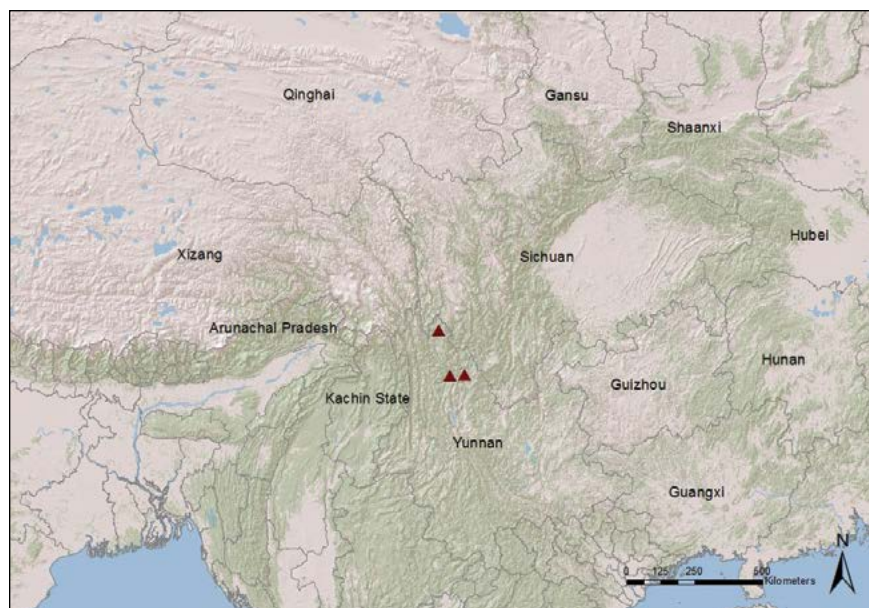 Qinghai
Gansu
Shaanxi
Hubei
Sichuan
Xizang
Arunachal Pradesh
Hunan
Guizhou
Kachin State
Yunnan
Guangxi
N
0 125 250 500
Kilometers